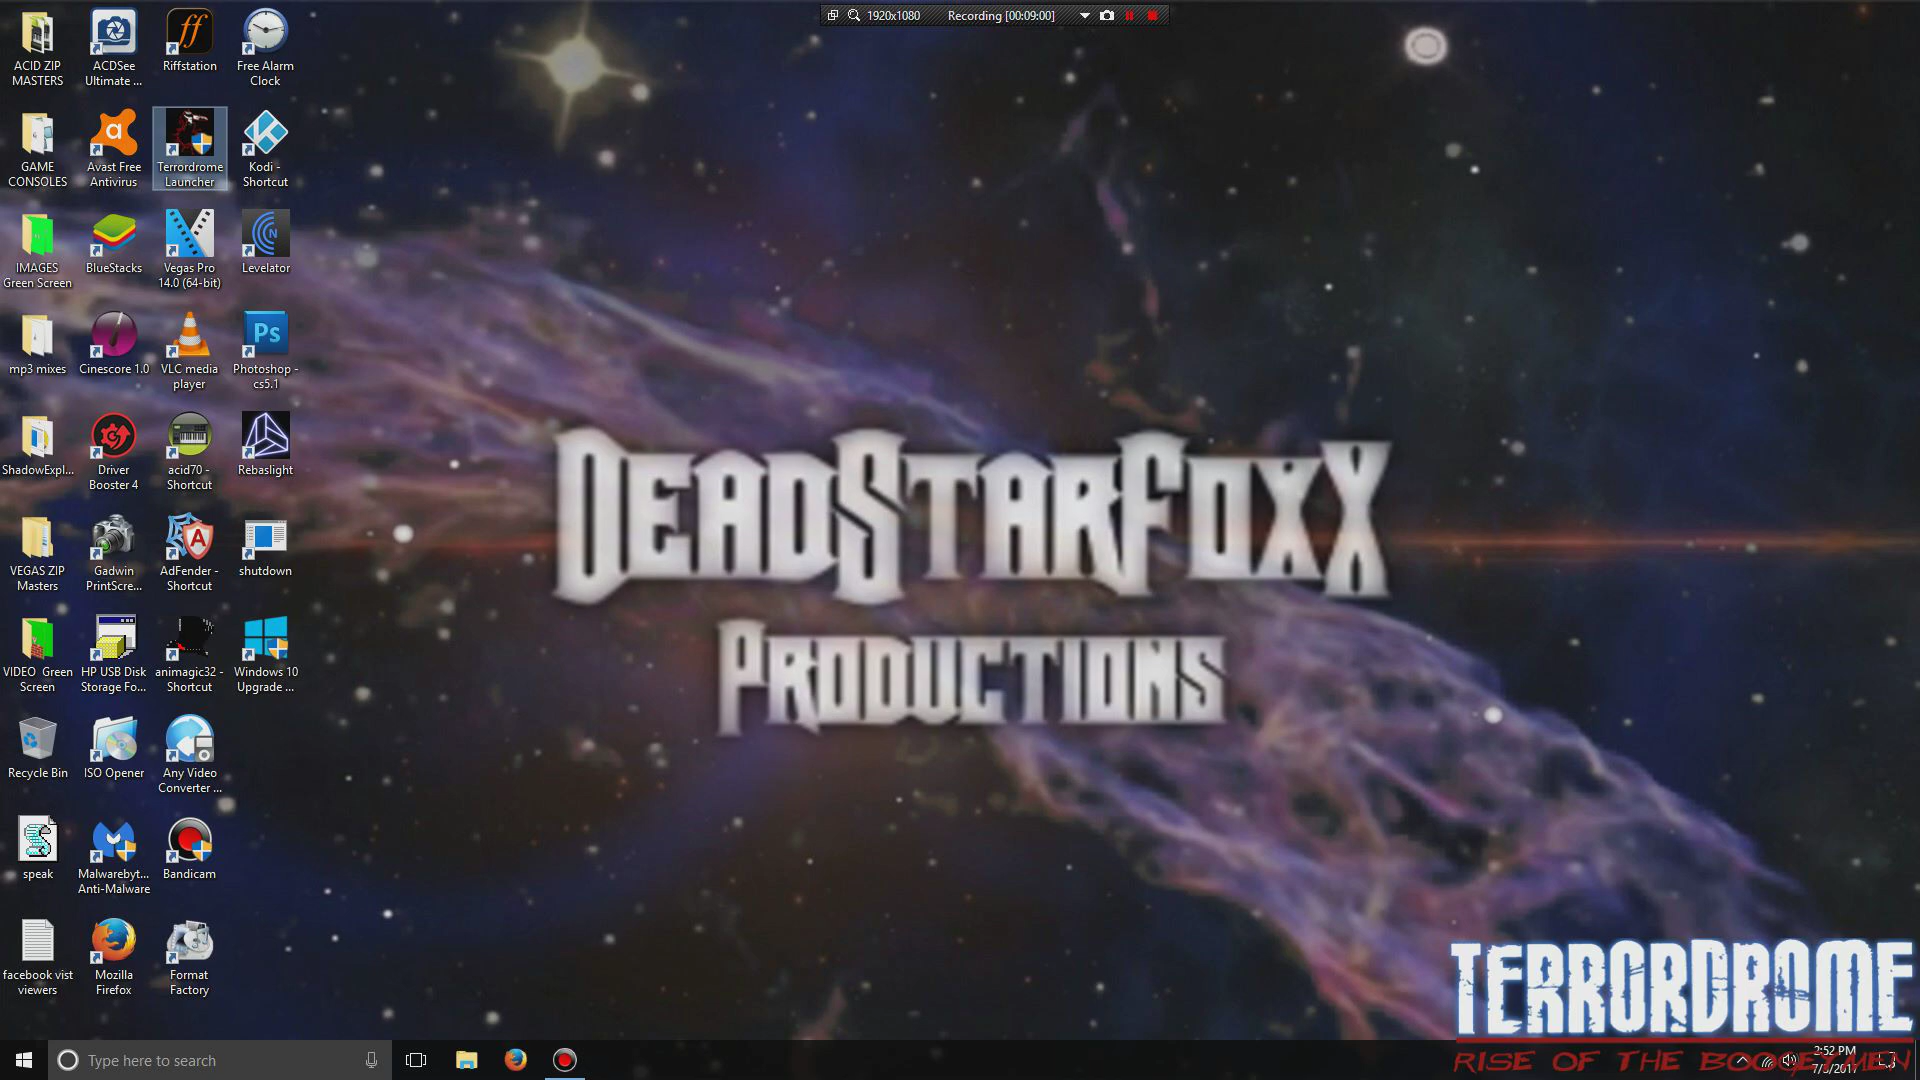 1920x1080 Recording [00:09:00]
ACID ZIP
MASTERS
ACDSee
Ultimate ...
ff
Riffstation
Free Alarm
Clock
GAME
CONSOLES
a
Avast Free
Antivirus
Terrordrome
Launcher
Kodi -
Shortcut
IMAGES
Green Screen
BlueStacks
Vegas Pro
14.0 (64-bit)
N
Levelator
mp3 mixes
Cinescore 1.0
VLC media
player
Ps
Photoshop -
cs5.1
ShadowExpl...
Driver
Booster 4
acid70 -
Shortcut
Rebaslight
VEGAS ZIP
Masters
Gadwin
PrintScre...
A
AdFender -
Shortcut
shutdown
VIDEO Green
Screen
HP USB Disk
Storage Fo...
animagic32 -
Shortcut
Windows 10
Upgrade ...
Recycle Bin
ISO Opener
Any Video
Converter ...
speak
Malwarebyt...
Anti-Malware
Bandicam
facebook vist
viewers
Mozilla
Firefox
Format
Factory
DEADSTARFOXX
PRODUCTIONS
TERRORDROME
RISE OF THE BOOGEYMEN
Type here to search
2:52 PM